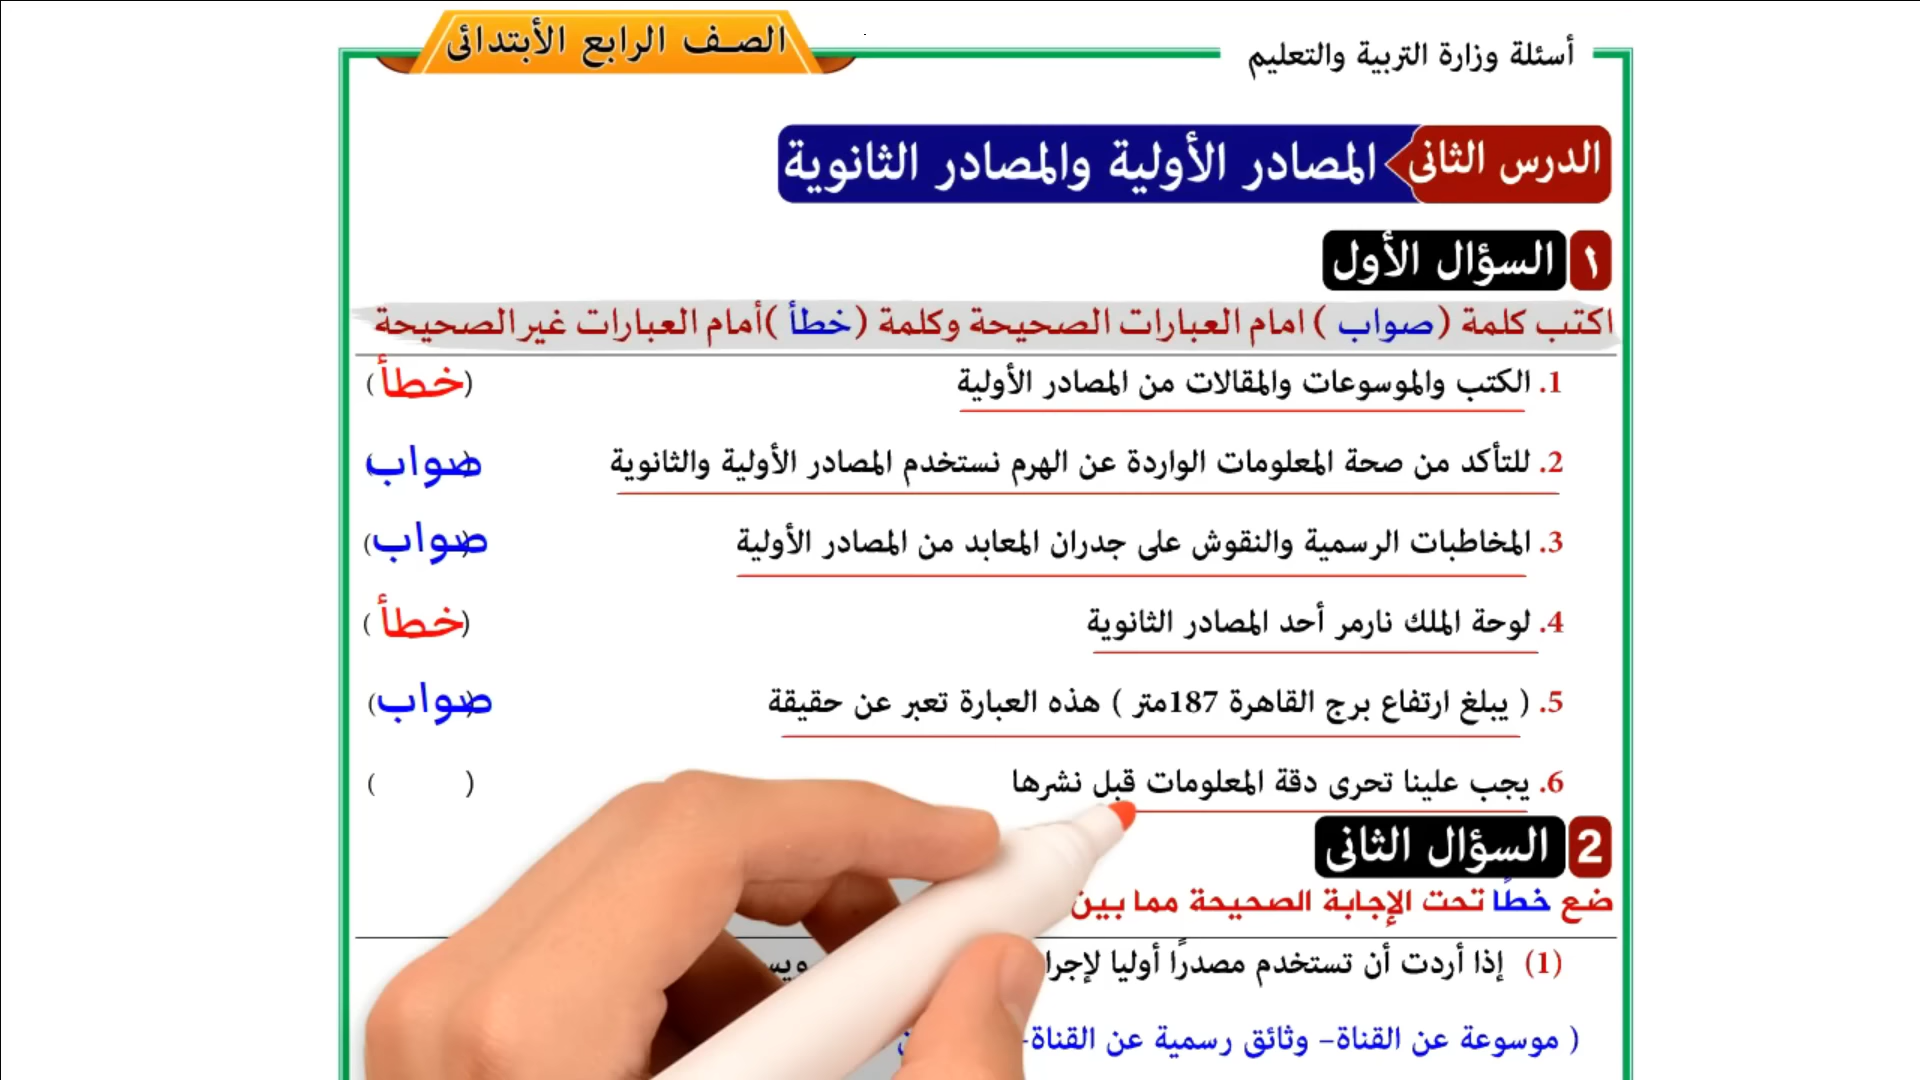 أسئلة وزارة التربية والتعليم
الصف الرابع الأبتدائى
الدرس الثانى المصادر الأولية والمصادر الثانوية
١ السؤال الأول
اكتب كلمة (صواب ) امام العبارات الصحيحة وكلمة (خطأ )أمام العبارات غير الصحيحة
1. الكتب والموسوعات والمقالات من المصادر الأولية (خطأ)
2. للتأكد من صحة المعلومات الواردة عن الهرم نستخدم المصادر الأولية والثانوية (صواب)
3. المخاطبات الرسمية والنقوش على جدران المعابد من المصادر الأولية (صواب)
4. لوحة الملك نارمر أحد المصادر الثانوية (خطأ)
5. ( يبلغ ارتفاع برج القاهرة 187متر ) هذه العبارة تعبر عن حقيقة (صواب)
6. يجب علينا تحرى دقة المعلومات قبل نشرها ( )
2 السؤال الثانى
ضع خطًا تحت الإجابة الصحيحة مما بين
(1) إذا أردت أن تستخدم مصدرًا أوليا
( موسوعة عن القناة- وثائق رسمية عن القناة-